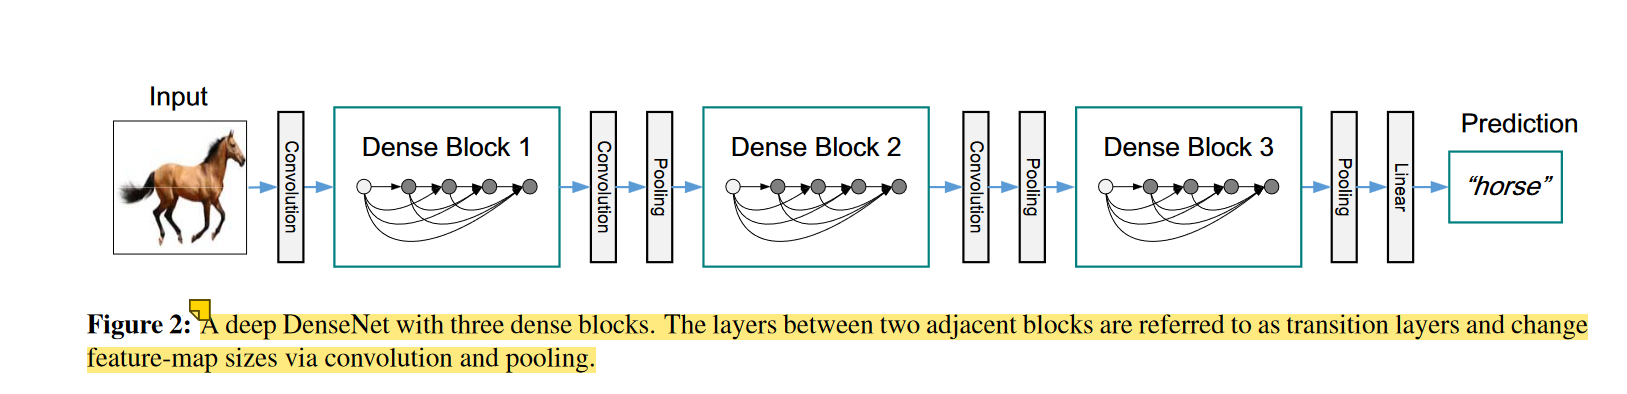 Input
Convolution
Dense Block 1
Convolution
Pooling
Dense Block 2
Convolution
Pooling
Dense Block 3
Pooling
Linear
Prediction
“horse”
Figure 2: A deep DenseNet with three dense blocks. The layers between two adjacent blocks are referred to as transition layers and change
feature-map sizes via convolution and pooling.